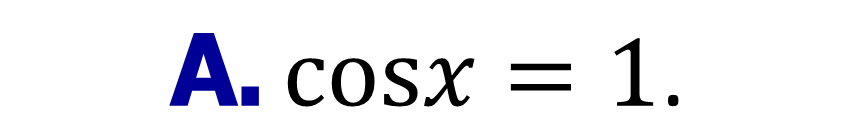 A. cosx = 1.